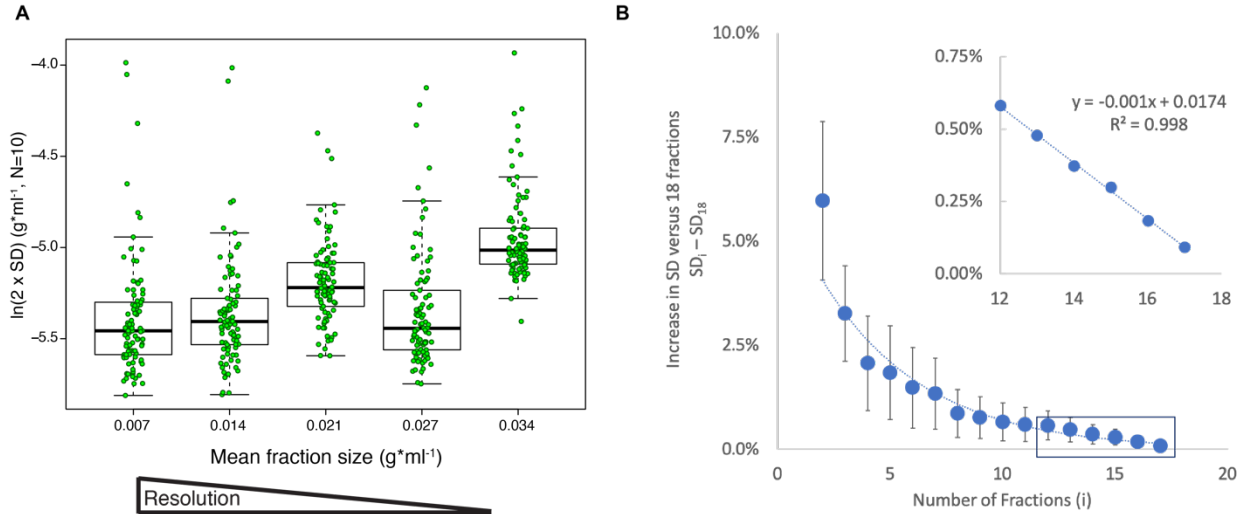 A
ln(2 x SD) (g*ml⁻¹, N=10)
−4.0
−4.5
−5.0
−5.5
0.007 0.014 0.021 0.027 0.034
Mean fraction size (g*ml⁻¹)
Resolution
B
Increase in SD versus 18 fractions
SDᵢ − SD₁₈
10.0%
7.5%
5.0%
2.5%
0.0%
0 5 10 15 20
Number of Fractions (i)
0.75%
0.50%
0.25%
0.00%
12 14 16 18
y = -0.001x + 0.0174
R² = 0.998